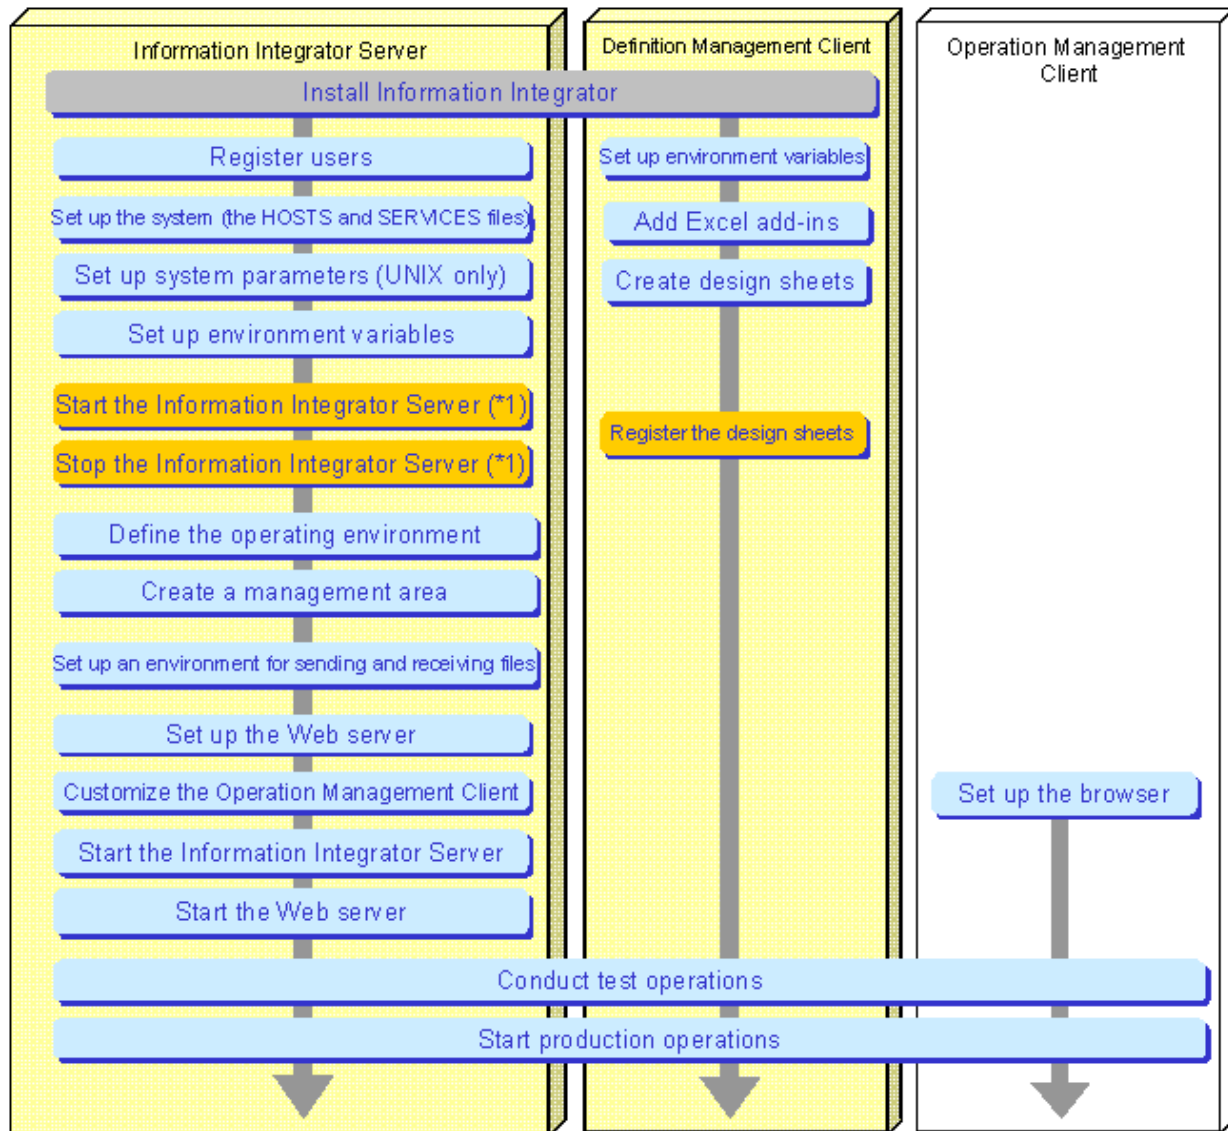 Information Integrator Server
Definition Management Client
Operation Management
Client
Install Information Integrator
Register users
Set up environment variables
Set up the system (the HOSTS and SERVICES files)
Add Excel add-ins
Set up system parameters (UNIX only)
Create design sheets
Set up environment variables
Start the Information Integrator Server (*1)
Register the design sheets
Stop the Information Integrator Server (*1)
Define the operating environment
Create a management area
Set up an environment for sending and receiving files
Set up the Web server
Customize the Operation Management Client
Set up the browser
Start the Information Integrator Server
Start the Web server
Conduct test operations
Start production operations